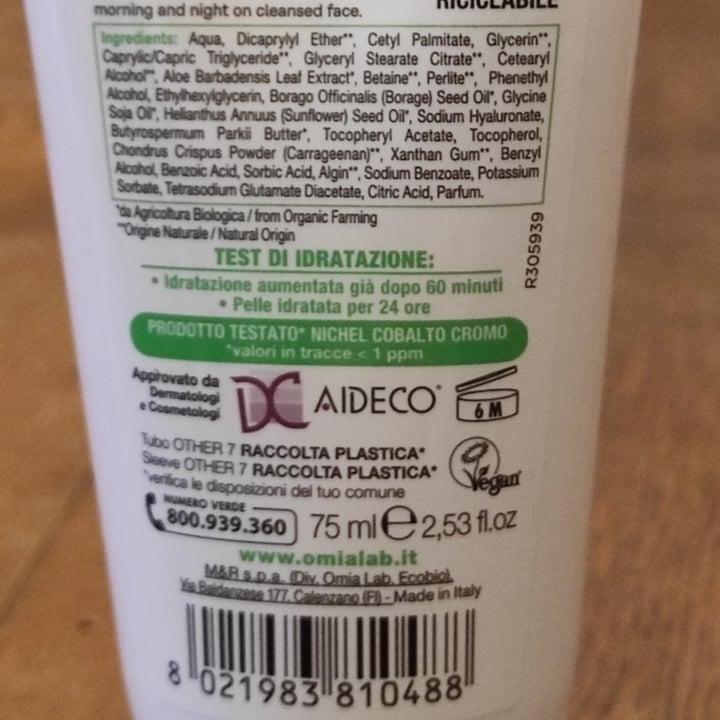 morning and night on cleansed face.
RICICLABILE
Ingredients: Aqua, Dicaprylyl Ether**, Cetyl Palmitate, Glycerin**,
Caprylic/Capric Triglyceride**, Glyceryl Stearate Citrate**, Cetearyl
Alcohol**, Aloe Barbadensis Leaf Extract*, Betaine**, Perlite**, Phenethyl
Alcohol, Ethylhexylglycerin, Borago Officinalis (Borage) Seed Oil*, Glycine
Soja Oil*, Helianthus Annuus (Sunflower) Seed Oil*, Sodium Hyaluronate,
Butyrospermum Parkii Butter*, Tocopheryl Acetate, Tocopherol,
Chondrus Crispus Powder (Carrageenan)**, Xanthan Gum**, Benzyl
Alcohol, Benzoic Acid, Sorbic Acid, Algin**, Sodium Benzoate, Potassium
Sorbate, Tetrasodium Glutamate Diacetate, Citric Acid, Parfum.
*da Agricoltura Biologica / from Organic Farming
**Origine Naturale / Natural Origin
R305939
TEST DI IDRATAZIONE:
• Idratazione aumentata già dopo 60 minuti
• Pelle idratata per 24 ore
PRODOTTO TESTATO* NICHEL COBALTO CROMO
*valori in tracce < 1 ppm
Approvato da
Dermatologi
e Cosmetologi
DC AIDECO*
6 M
Tubo OTHER 7 RACCOLTA PLASTICA*
Sleeve OTHER 7 RACCOLTA PLASTICA*
*verifica le disposizioni del tuo comune
Vegan
NUMERO VERDE
800.939.360
75 ml e 2,53 fl.oz
www.omialab.it
M&R s.p.a. (Div. Omia Lab. Ecobio),
Via Baldanzese 177, Calenzano (FI) - Made in Italy
8 021983 810488